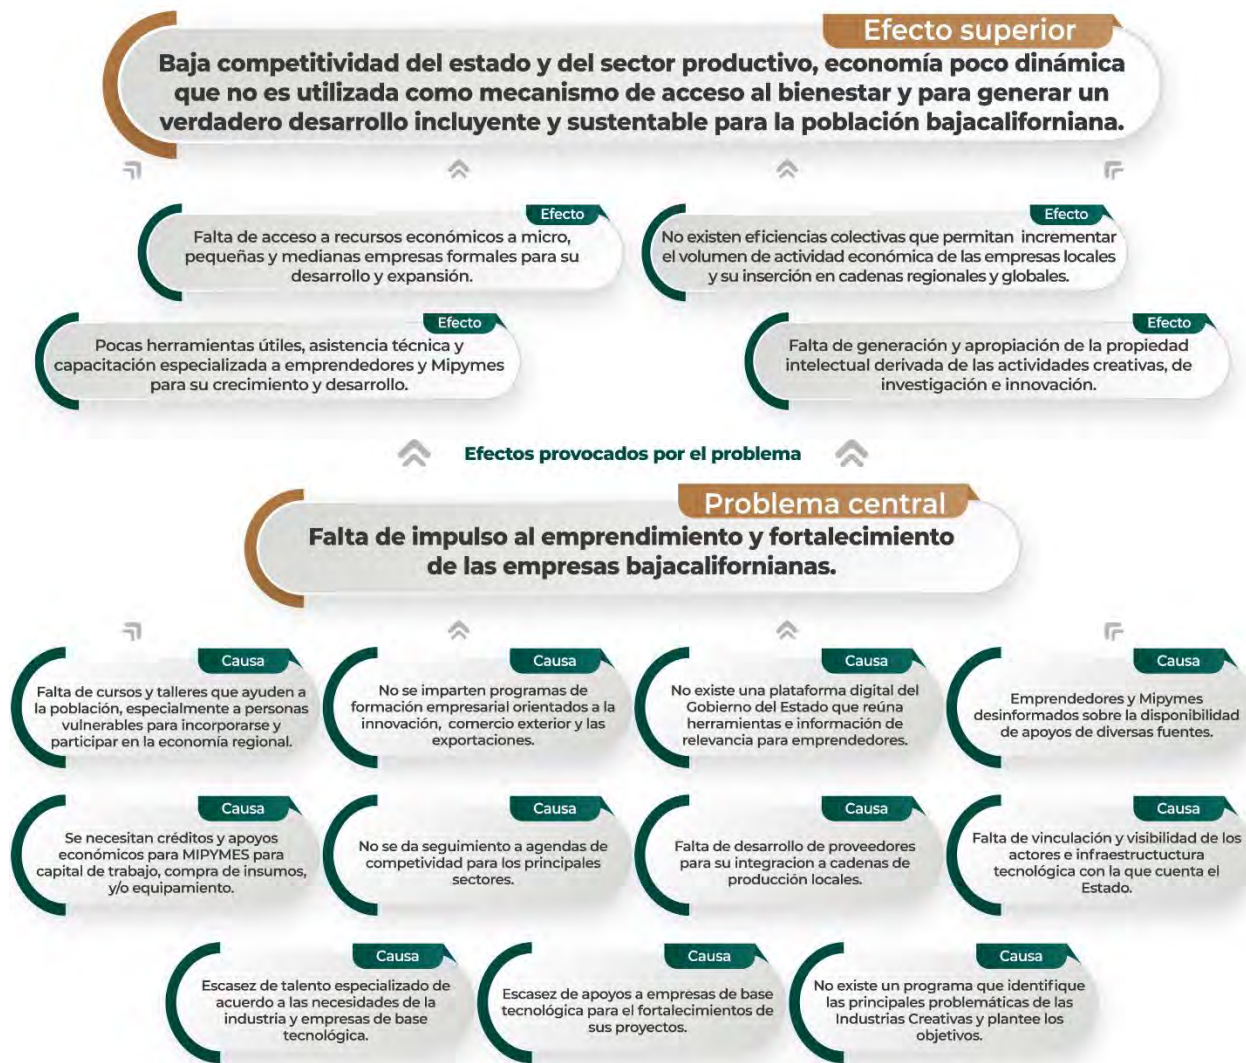 Efecto superior
Baja competitividad del estado y del sector productivo, economía poco dinámica
que no es utilizada como mecanismo de acceso al bienestar y para generar un
verdadero desarrollo incluyente y sustentable para la población bajacaliforniana.
Efecto
Falta de acceso a recursos económicos a micro,
pequeñas y medianas empresas formales para su
desarrollo y expansión.
Efecto
No existen eficiencias colectivas que permitan incrementar
el volumen de actividad económica de las empresas locales
y su inserción en cadenas regionales y globales.
Efecto
Pocas herramientas útiles, asistencia técnica y
capacitación especializada a emprendedores y Mipymes
para su crecimiento y desarrollo.
Efecto
Falta de generación y apropiación de la propiedad
intelectual derivada de las actividades creativas, de
investigación e innovación.
Efectos provocados por el problema
Problema central
Falta de impulso al emprendimiento y fortalecimiento
de las empresas bajacalifornianas.
Causa
Falta de cursos y talleres que ayuden a
la población, especialmente a personas
vulnerables para incorporarse y
participar en la economía regional.
Causa
No se imparten programas de
formación empresarial orientados a la
innovación, comercio exterior y las
exportaciones.
Causa
No existe una plataforma digital del
Gobierno del Estado que reúna
herramientas e información de
relevancia para emprendedores.
Causa
Emprendedores y Mipymes
desinformados sobre la disponibilidad
de apoyos de diversas fuentes.
Causa
Se necesitan créditos y apoyos
económicos para MIPYMES para
capital de trabajo, compra de insumos,
y/o equipamiento.
Causa
No se da seguimiento a agendas de
competividad para los principales
sectores.
Causa
Falta de desarrollo de proveedores
para su integracion a cadenas de
producción locales.
Causa
Falta de vinculación y visibilidad de los
actores e infraestructuctura
tecnológica con la que cuenta el
Estado.
Causa
Escasez de talento especializado de
acuerdo a las necesidades de la
industria y empresas de base
tecnológica.
Causa
Escasez de apoyos a empresas de base
tecnológica para el fortalecimientos de
sus proyectos.
Causa
No existe un programa que identifique
las principales problemáticas de las
Industrias Creativas y plantee los
objetivos.